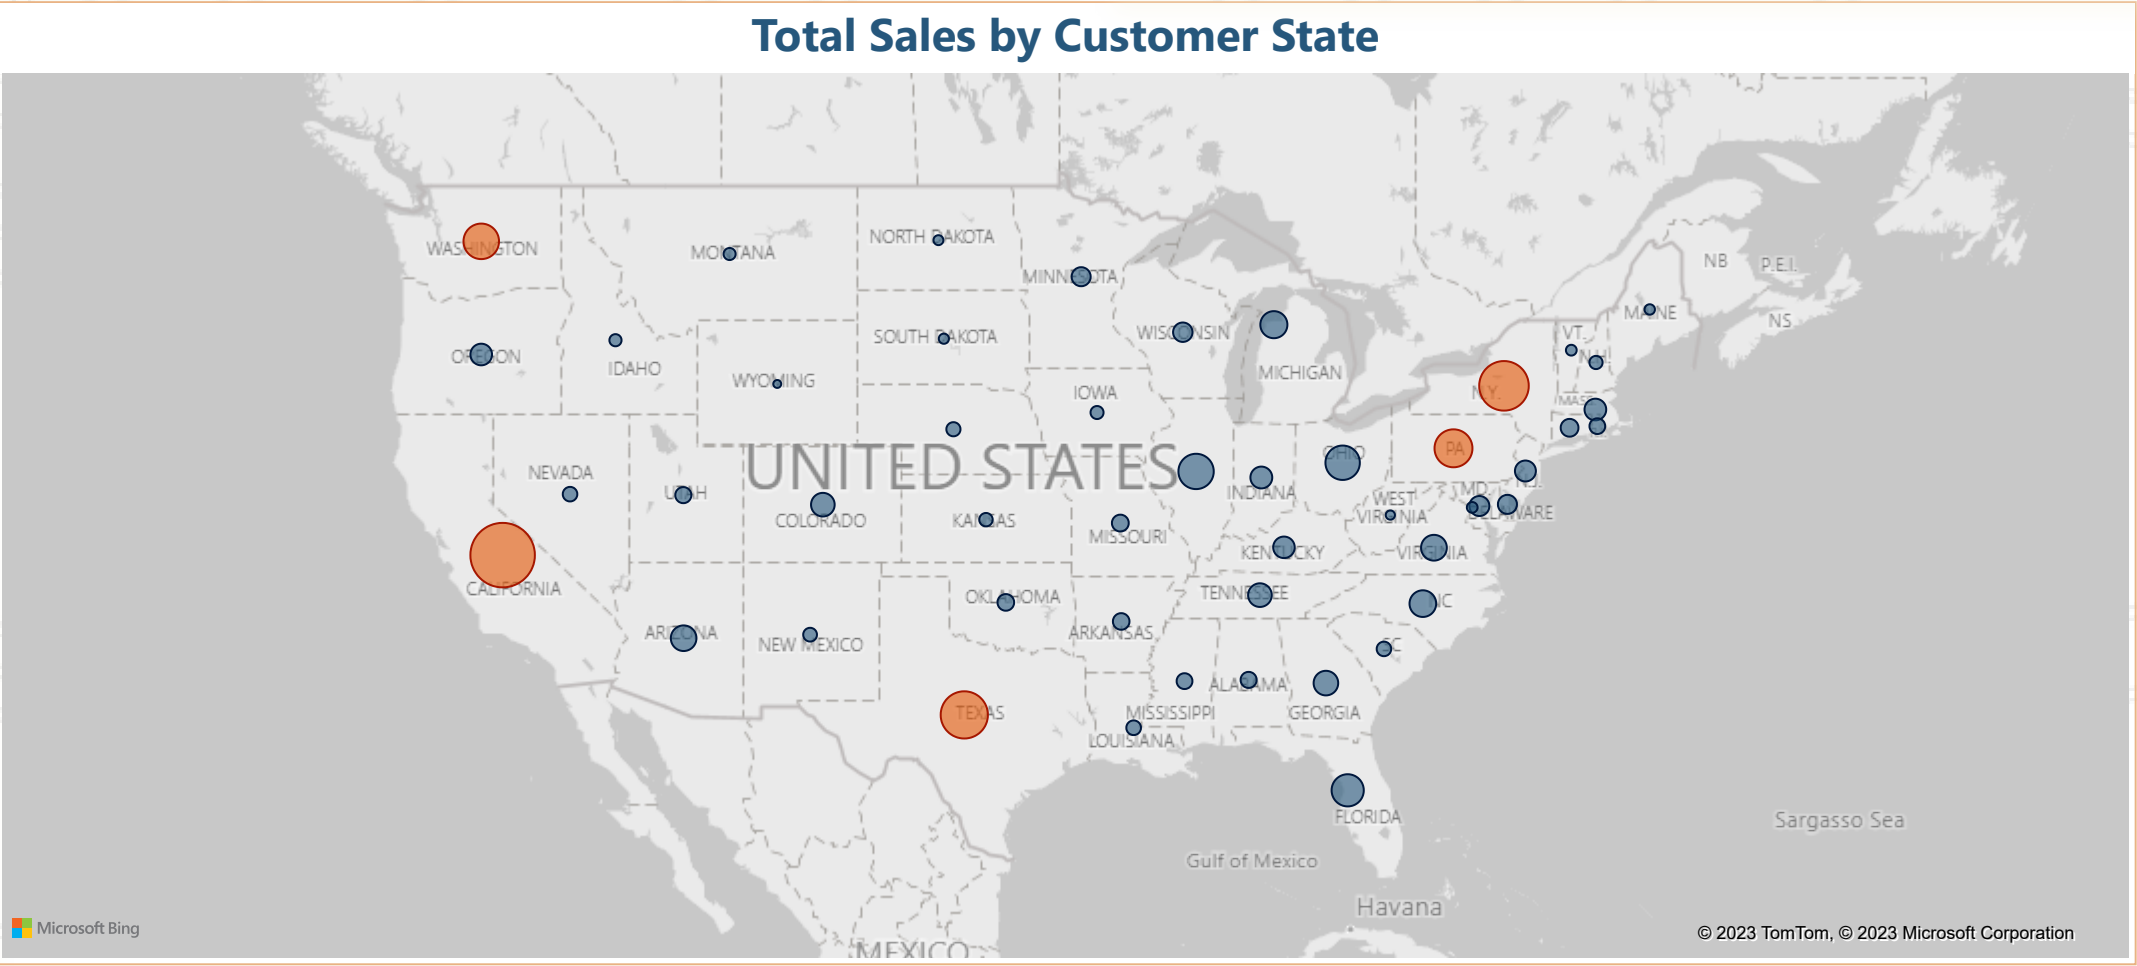 Total Sales by Customer State
WASHINGTON
MONTANA
NORTH DAKOTA
MINNESOTA
NB
P.E.I.
MAINE
NS
VT.
N.H.
OREGON
IDAHO
SOUTH DAKOTA
WISCONSIN
MICHIGAN
WYOMING
IOWA
N.Y.
MASS
NEVADA
UTAH
UNITED STATES
INDIANA
OHIO
PA
N.J.
MD.
DELAWARE
COLORADO
KANSAS
MISSOURI
WEST
VIRGINIA
KENTUCKY
VIRGINIA
CALIFORNIA
OKLAHOMA
TENNESSEE
NC
ARIZONA
NEW MEXICO
ARKANSAS
SC
TEXAS
MISSISSIPPI
ALABAMA
GEORGIA
LOUISIANA
FLORIDA
Sargasso Sea
Gulf of Mexico
Havana
MEXICO
Microsoft Bing
© 2023 TomTom, © 2023 Microsoft Corporation